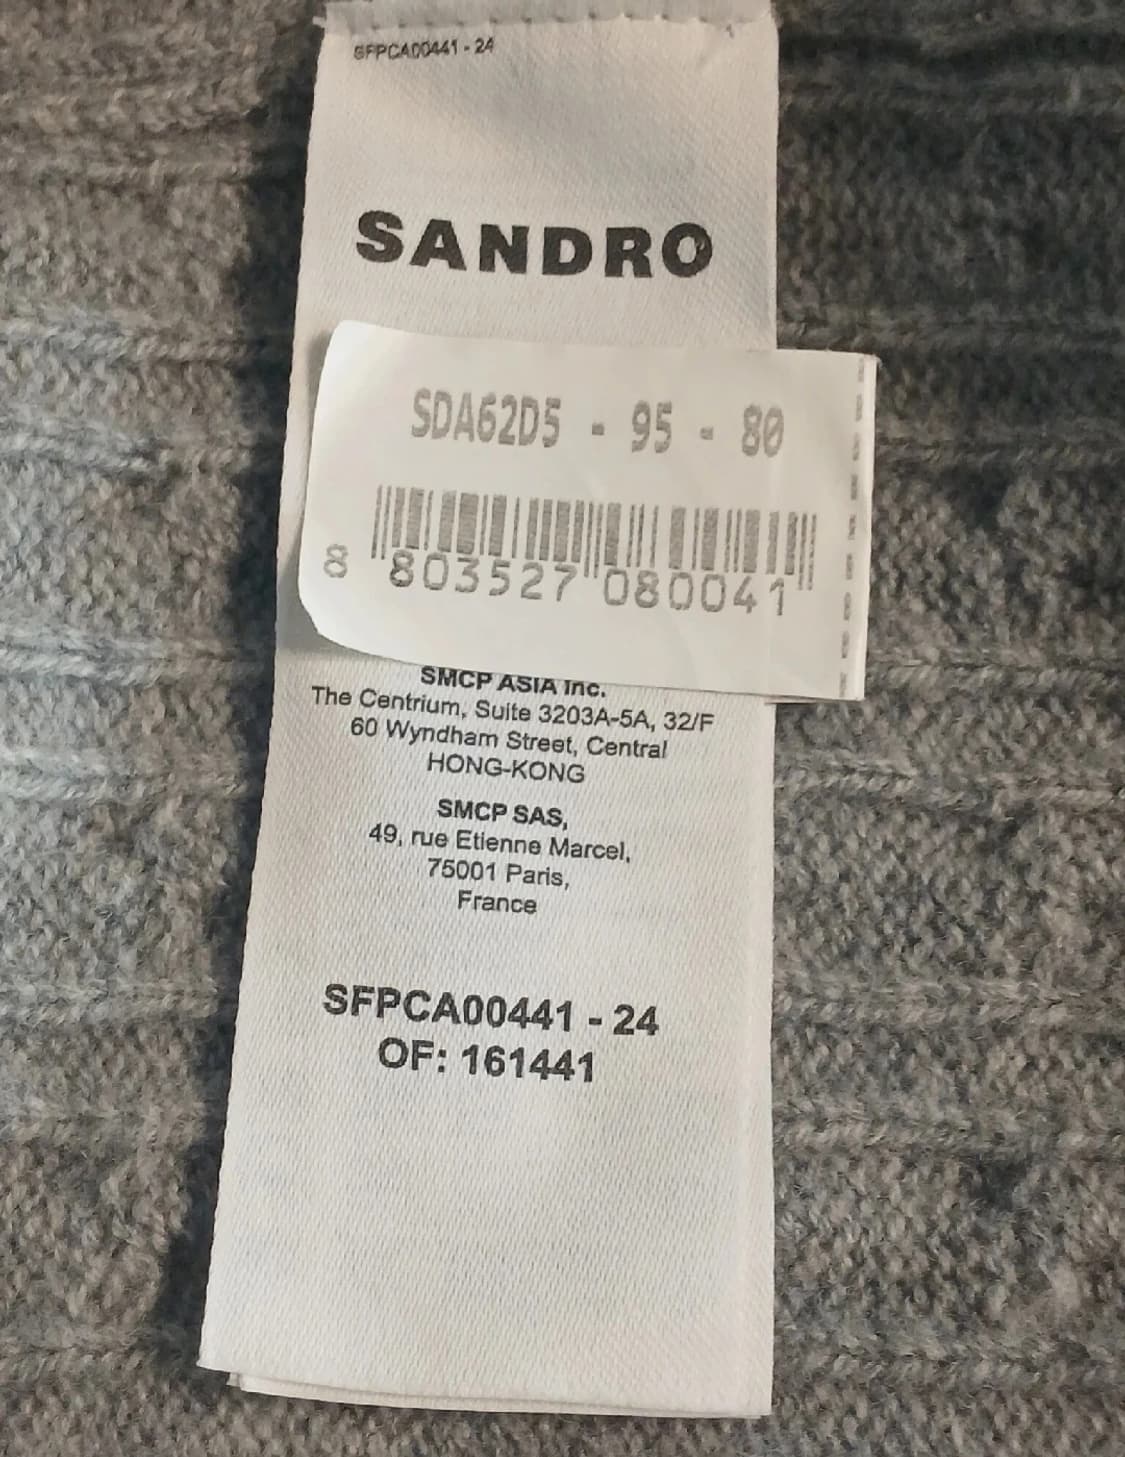 SFPCA00441 - 24
SANDRO
SDA62D5 - 95 - 80
8 803527 080041
SMCP ASIA Inc.
The Centrium, Suite 3203A-5A, 32/F
60 Wyndham Street, Central
HONG-KONG
SMCP SAS,
49, rue Etienne Marcel,
75001 Paris,
France
SFPCA00441 - 24
OF: 161441